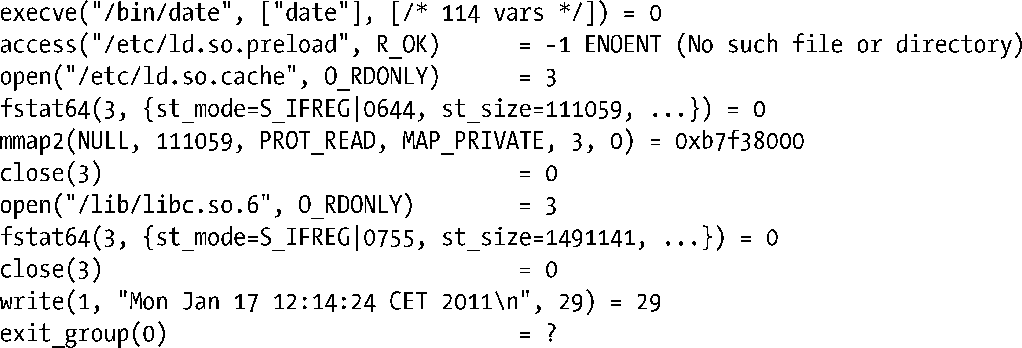 execve("/bin/date", ["date"], [/* 114 vars */]) = 0
access("/etc/ld.so.preload", R_OK) = -1 ENOENT (No such file or directory)
open("/etc/ld.so.cache", O_RDONLY) = 3
fstat64(3, {st_mode=S_IFREG|0644, st_size=111059, ...}) = 0
mmap2(NULL, 111059, PROT_READ, MAP_PRIVATE, 3, 0) = 0xb7f38000
close(3) = 0
open("/lib/libc.so.6", O_RDONLY) = 3
fstat64(3, {st_mode=S_IFREG|0755, st_size=1491141, ...}) = 0
close(3) = 0
write(1, "Mon Jan 17 12:14:24 CET 2011\n", 29) = 29
exit_group(0) = ?